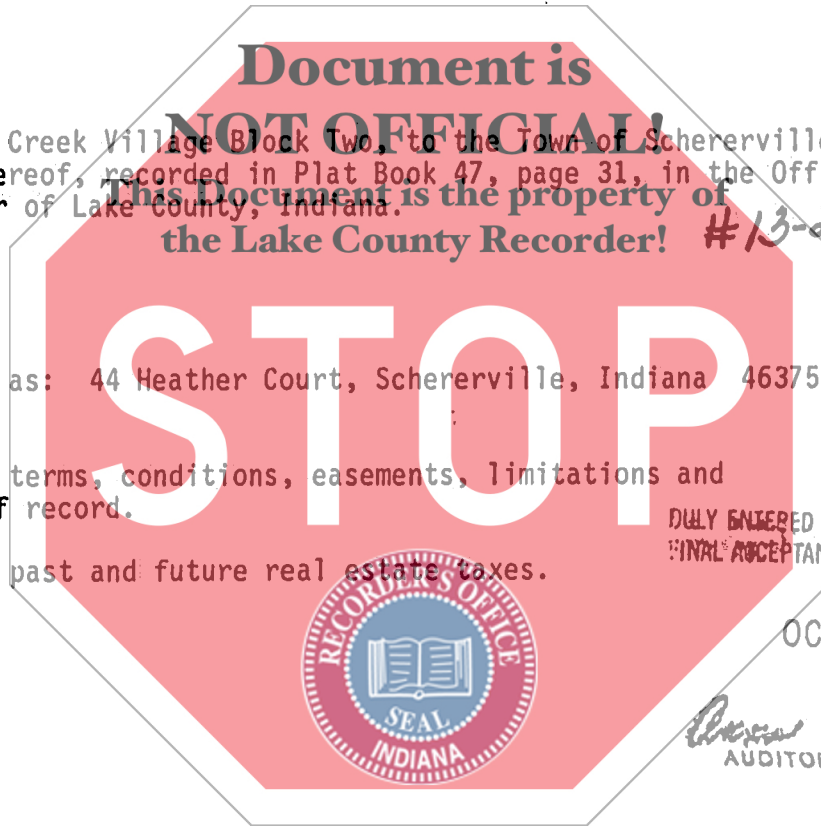 Document is
NOT OFFICIAL!
Creek Village Block Two, to the Town of Schererville
ereof, recorded in Plat Book 47, page 31, in the Off
r of Lake County, Indiana.
This Document is the property of
the Lake County Recorder!
#13-
as: 44 Heather Court, Schererville, Indiana 46375
STOP
terms, conditions, easements, limitations and
f record.
DULY ENTERED
FINAL ACCEPTAN
past and future real estate taxes.
RECORDER'S OFFICE
SEAL
INDIANA
OC
AUDITOR